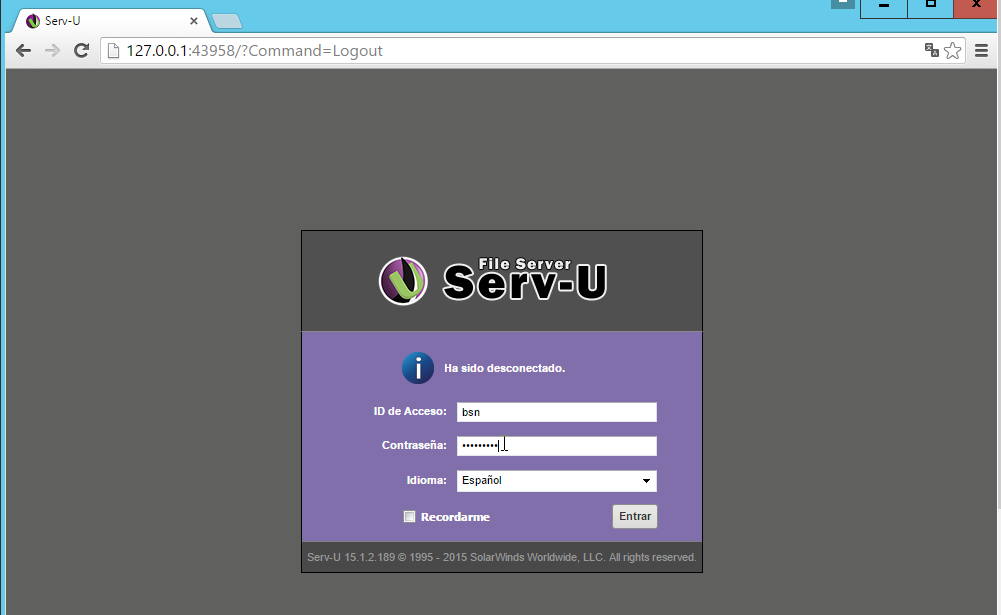 Serv-U
127.0.0.1:43958/?Command=Logout
File Server
Serv-U
Ha sido desconectado.
ID de Acceso: bsn
Contraseña: •••••••••
Idioma: Español
Recordarme Entrar
Serv-U 15.1.2.189 © 1995 - 2015 SolarWinds Worldwide, LLC. All rights reserved.